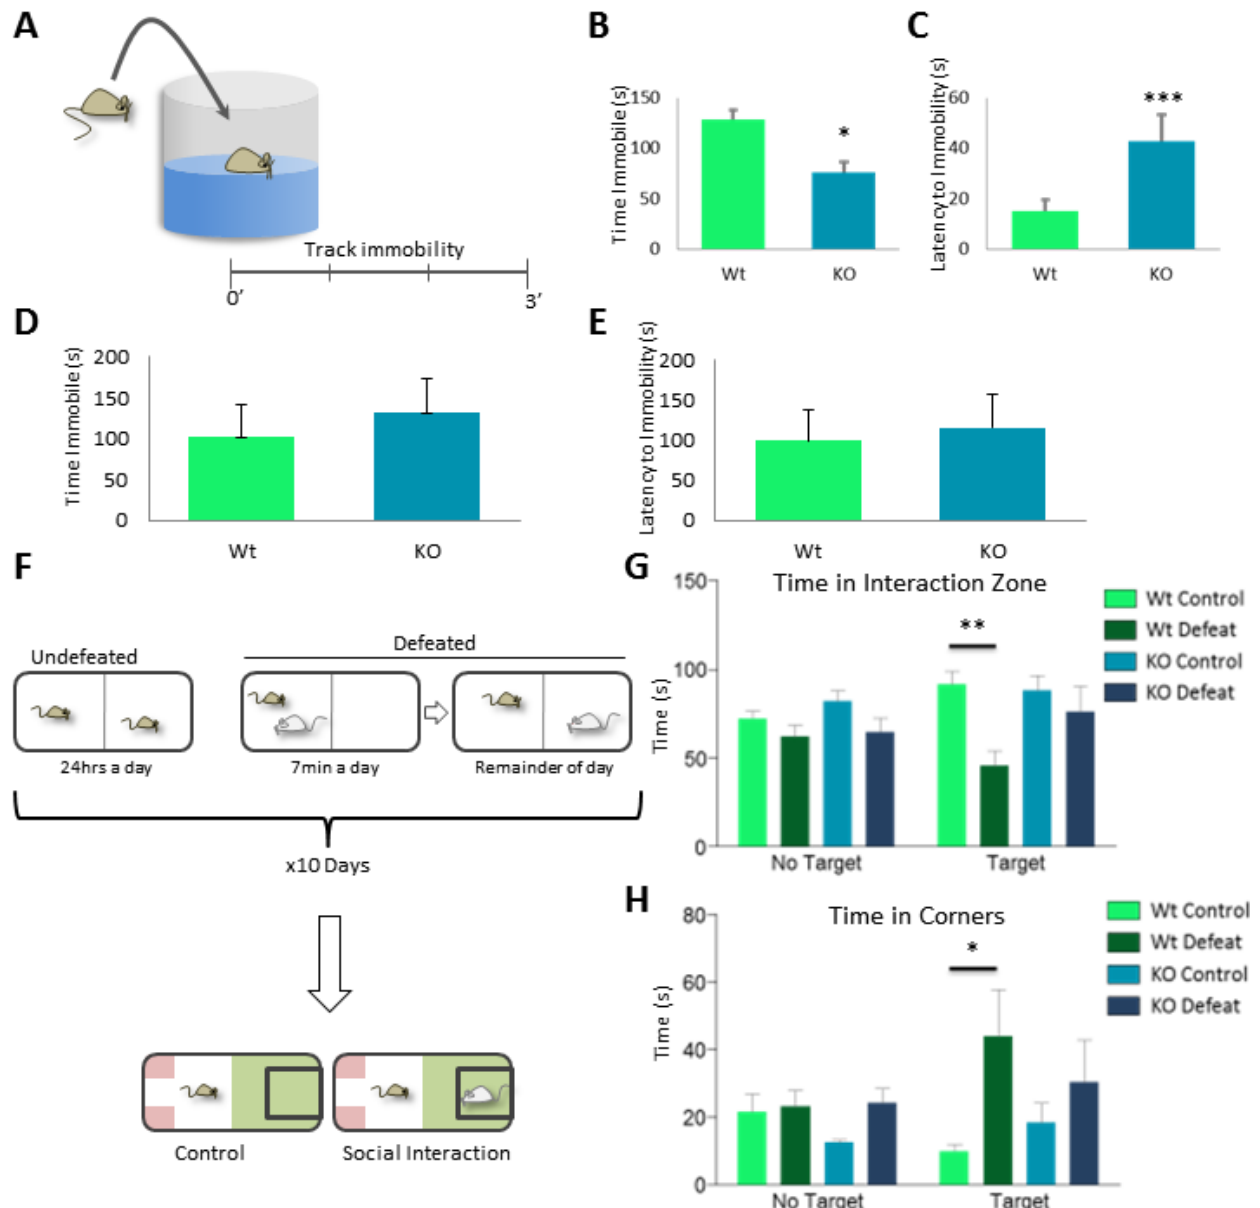 A
Track immobility
0'
3'
B
Time Immobile (s)
150
100
50
0
*
Wt
KO
C
Latency to Immobility (s)
60
40
20
0
***
Wt
KO
D
Time Immobile (s)
200
150
100
50
0
Wt
KO
E
Latency to Immobility (s)
200
150
100
50
0
Wt
KO
F
Undefeated
Defeated
24hrs a day
7min a day
Remainder of day
x10 Days
Control
Social Interaction
G
Time in Interaction Zone
Time (s)
150
100
50
0
**
No Target
Target
Wt Control
Wt Defeat
KO Control
KO Defeat
H
Time in Corners
Time (s)
80
60
40
20
0
*
No Target
Target
Wt Control
Wt Defeat
KO Control
KO Defeat